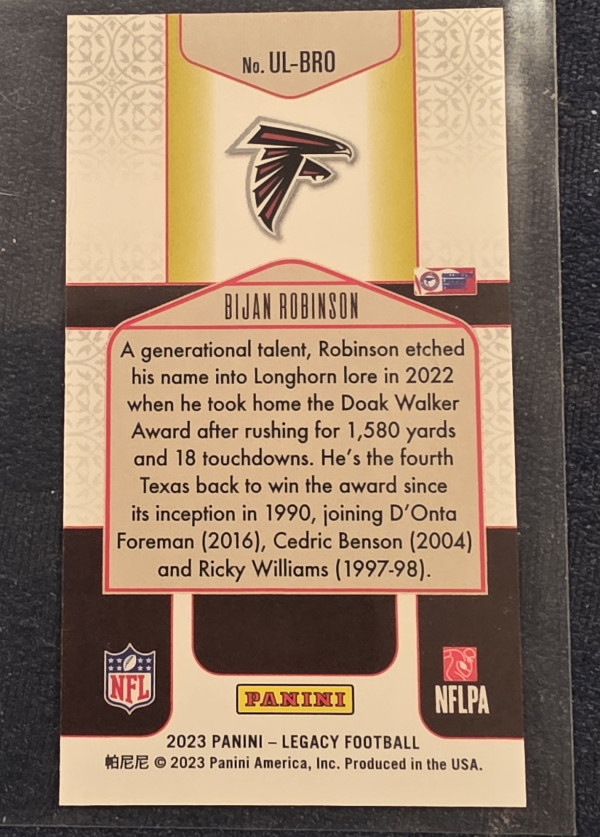 No. UL-BRO
BIJAN ROBINSON
A generational talent, Robinson etched
his name into Longhorn lore in 2022
when he took home the Doak Walker
Award after rushing for 1,580 yards
and 18 touchdowns. He's the fourth
Texas back to win the award since
its inception in 1990, joining D'Onta
Foreman (2016), Cedric Benson (2004)
and Ricky Williams (1997-98).
NFL
PANINI
NFLPA
2023 PANINI – LEGACY FOOTBALL
帕尼尼 © 2023 Panini America, Inc. Produced in the USA.